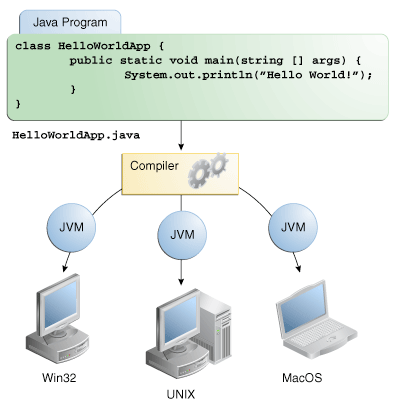 Java Program
class HelloWorldApp {
public static void main(string [] args) {
System.out.println(”Hello World!”);
}
}
HelloWorldApp.java
Compiler
JVM
JVM
JVM
Win32
UNIX
MacOS